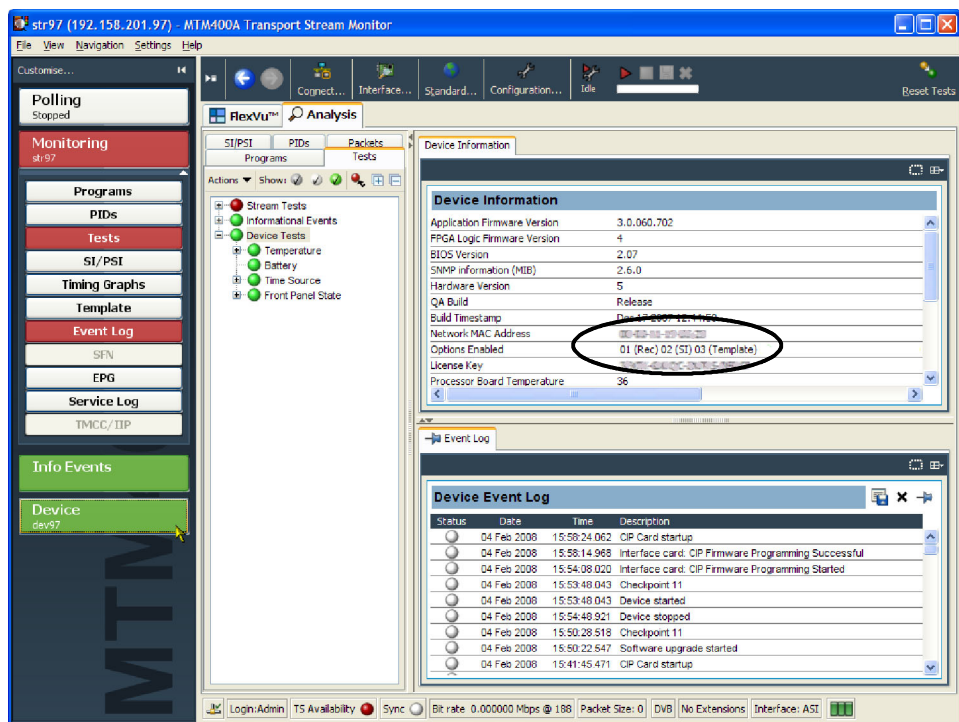 str97 (192.158.201.97) - MTM400A Transport Stream Monitor
File View Navigation Settings Help
Customise...
Connect... Interface... Standard... Configuration... Idle Reset Tests
Polling
Stopped
FlexVu™ Analysis
Monitoring
str97
SI/PSI PIDs Packets
Programs Tests
Actions Show:
Stream Tests
Informational Events
Device Tests
Temperature
Battery
Time Source
Front Panel State
Programs
PIDs
Tests
SI/PSI
Timing Graphs
Template
Event Log
SFN
EPG
Service Log
TMCC/IIP
Info Events
Device
dev97
MTM
Device Information
Device Information
Application Firmware Version 3.0.060.702
FPGA Logic Firmware Version 4
BIOS Version 2.07
SNMP information (MIB) 2.6.0
Hardware Version 5
QA Build Release
Build Timestamp Dec 17 2007
Network MAC Address
Options Enabled 01 (Rec) 02 (SI) 03 (Template)
License Key
Processor Board Temperature 36
Event Log
Device Event Log
Status Date Time Description
04 Feb 2008 15:58:24.062 CIP Card startup
04 Feb 2008 15:58:14.968 Interface card: CIP Firmware Programming Successful
04 Feb 2008 15:54:08.020 Interface card: CIP Firmware Programming Started
04 Feb 2008 15:53:48.043 Checkpoint 11
04 Feb 2008 15:53:48.043 Device started
04 Feb 2008 15:54:48.921 Device stopped
04 Feb 2008 15:50:28.518 Checkpoint 11
04 Feb 2008 15:50:22.547 Software upgrade started
04 Feb 2008 15:41:45.471 CIP Card startup
Login:Admin TS Availability Sync Bit rate 0.000000 Mbps @ 188 Packet Size: 0 DVB No Extensions Interface: ASI